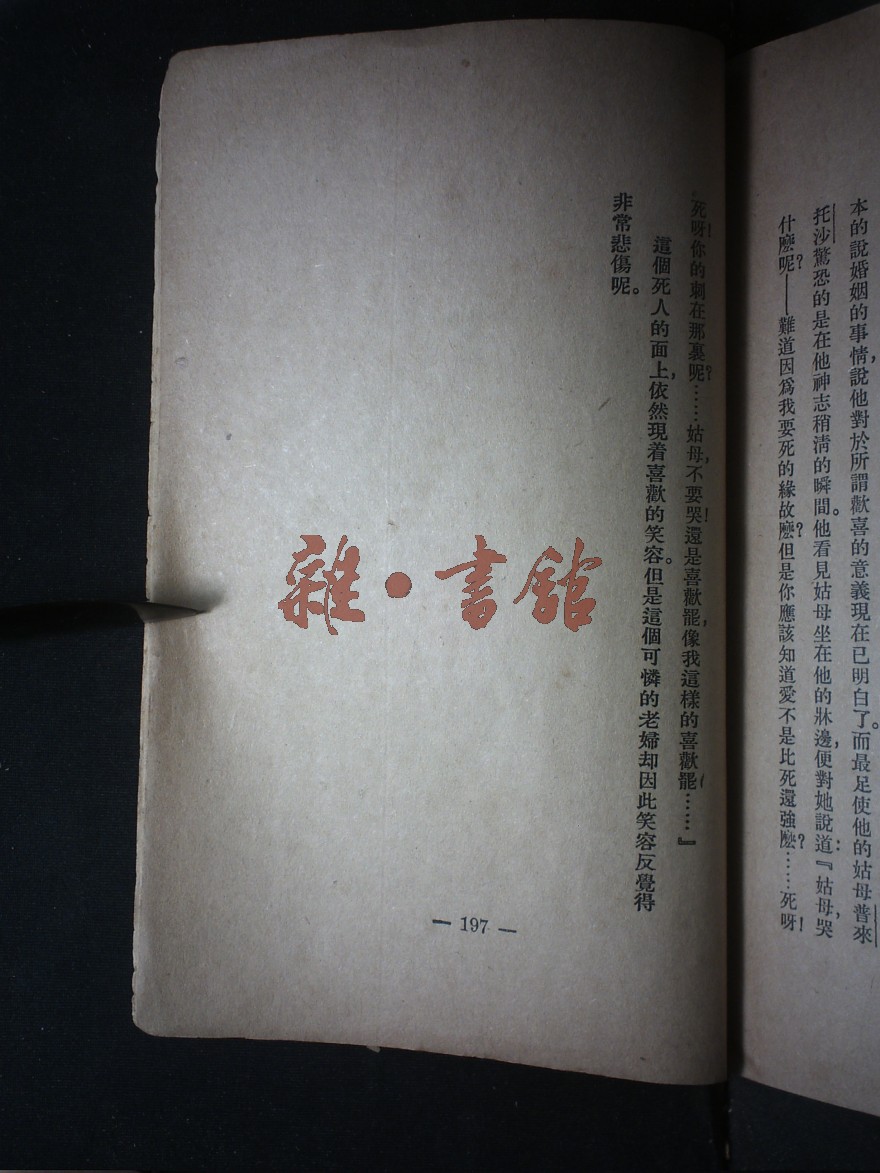 本的說婚姻的事情，說他對於所謂歡喜的意義現在已明白了。而最足使他的姑母普來
托沙驚恐的是在他神志稍淸的瞬間。他看見姑母坐在他的牀邊，便對她說道：『姑母，哭
什麼呢？——難道因爲我要死的緣故麼？但是你應該知道愛不是比死還強麼？……死呀！
死呀！你的刺在那裏呢？……姑母，不要哭！還是喜歡罷，像我這樣的喜歡罷！……』
這個死人的面上，依然現着喜歡的笑容。但是這個可憐的老婦却因此笑容反覺得
非常悲傷呢。
— 197 —
雜·書館